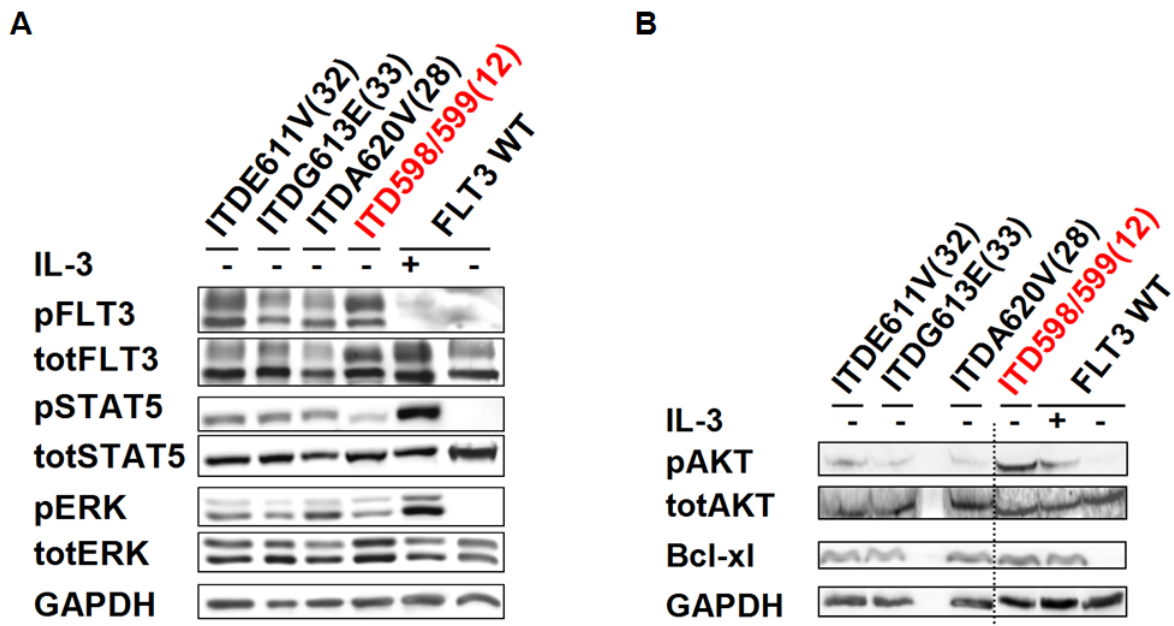 A
ITDE611V(32)
ITDG613E(33)
ITDA620V(28)
ITD598/599(12)
FLT3 WT
IL-3 - - - - + -
pFLT3
totFLT3
pSTAT5
totSTAT5
pERK
totERK
GAPDH
B
ITDE611V(32)
ITDG613E(33)
ITDA620V(28)
ITD598/599(12)
FLT3 WT
IL-3 - - - - + -
pAKT
totAKT
Bcl-xl
GAPDH